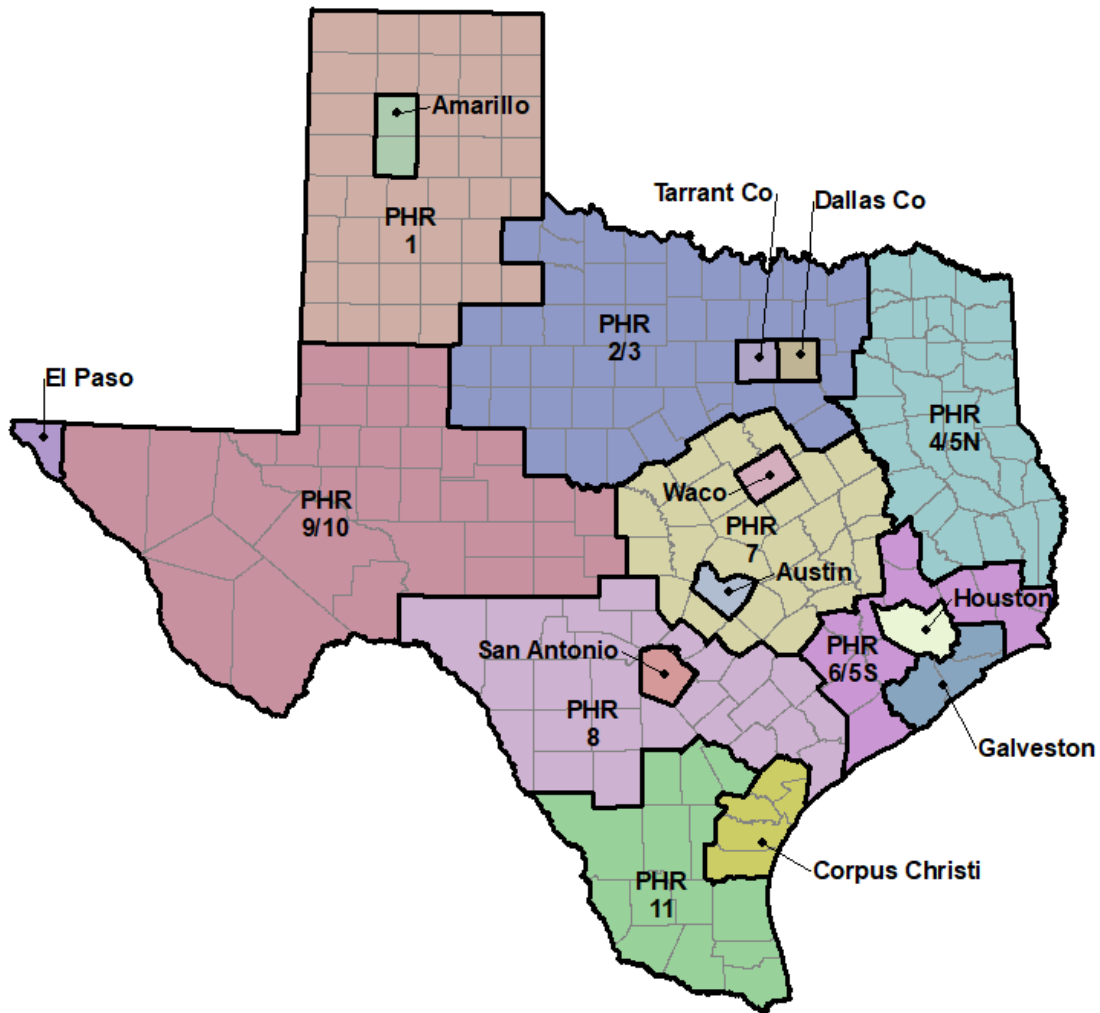 Amarillo
Tarrant Co
Dallas Co
PHR
1
PHR
2/3
El Paso
PHR
4/5N
Waco
PHR
9/10
PHR
7
Austin
Houston
San Antonio
PHR
6/5S
PHR
8
Galveston
Corpus Christi
PHR
11